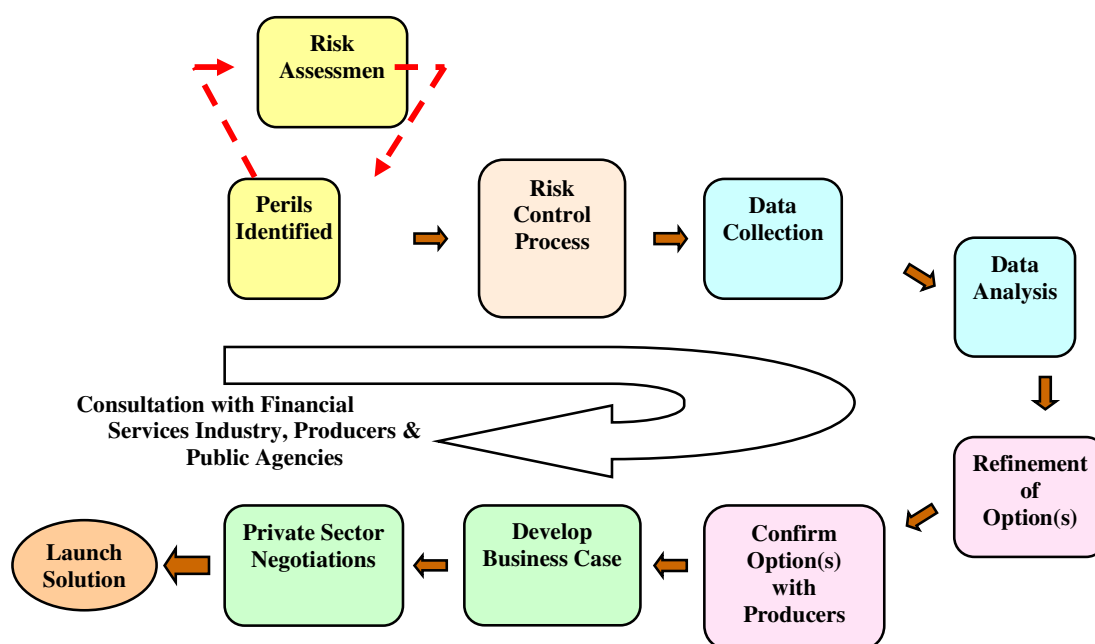 Risk
Assessmen
Perils
Identified
Risk
Control
Process
Data
Collection
Data
Analysis
Consultation with Financial
Services Industry, Producers &
Public Agencies
Refinement
of
Option(s)
Confirm
Option(s)
with
Producers
Develop
Business Case
Private Sector
Negotiations
Launch
Solution